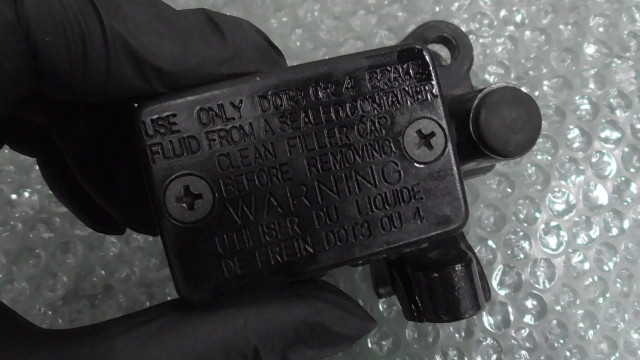 USE ONLY DOT3 OR 4 BRAKE
FLUID FROM A SEALED CONTAINER
CLEAN FILLER CAP
BEFORE REMOVING
WARNING
UTILISER DU LIQUIDE
DE FREIN DOT3 OU 4